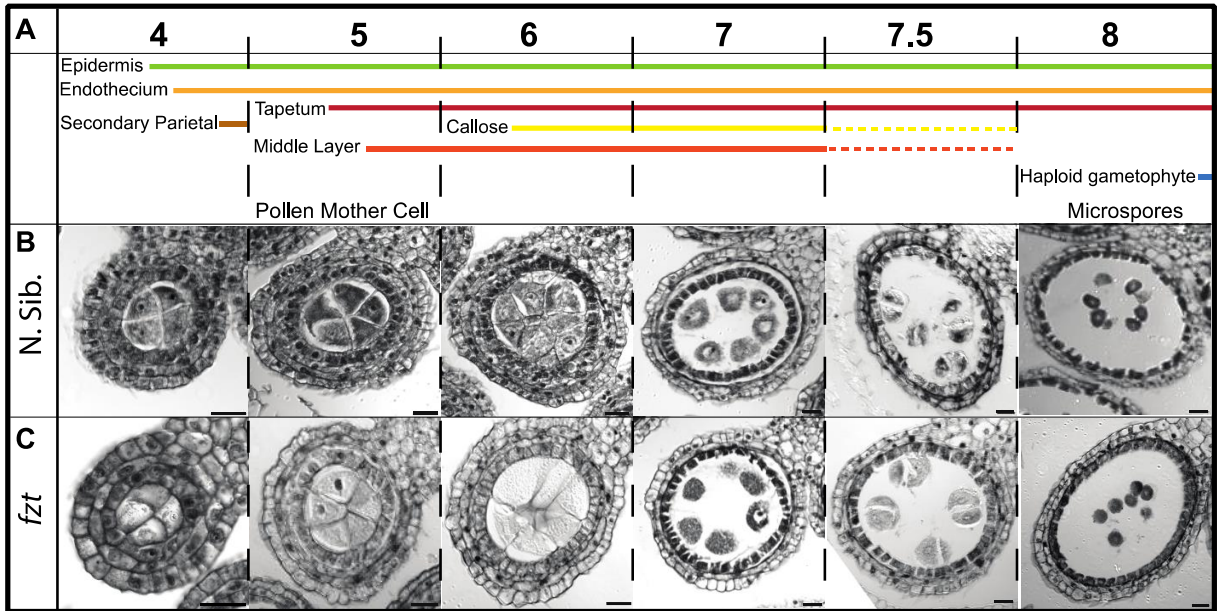 A 4 5 6 7 7.5 8
Epidermis
Endothecium
Tapetum
Secondary Parietal
Callose
Middle Layer
Haploid gametophyte
Pollen Mother Cell Microspores
B N. Sib.
C fzt